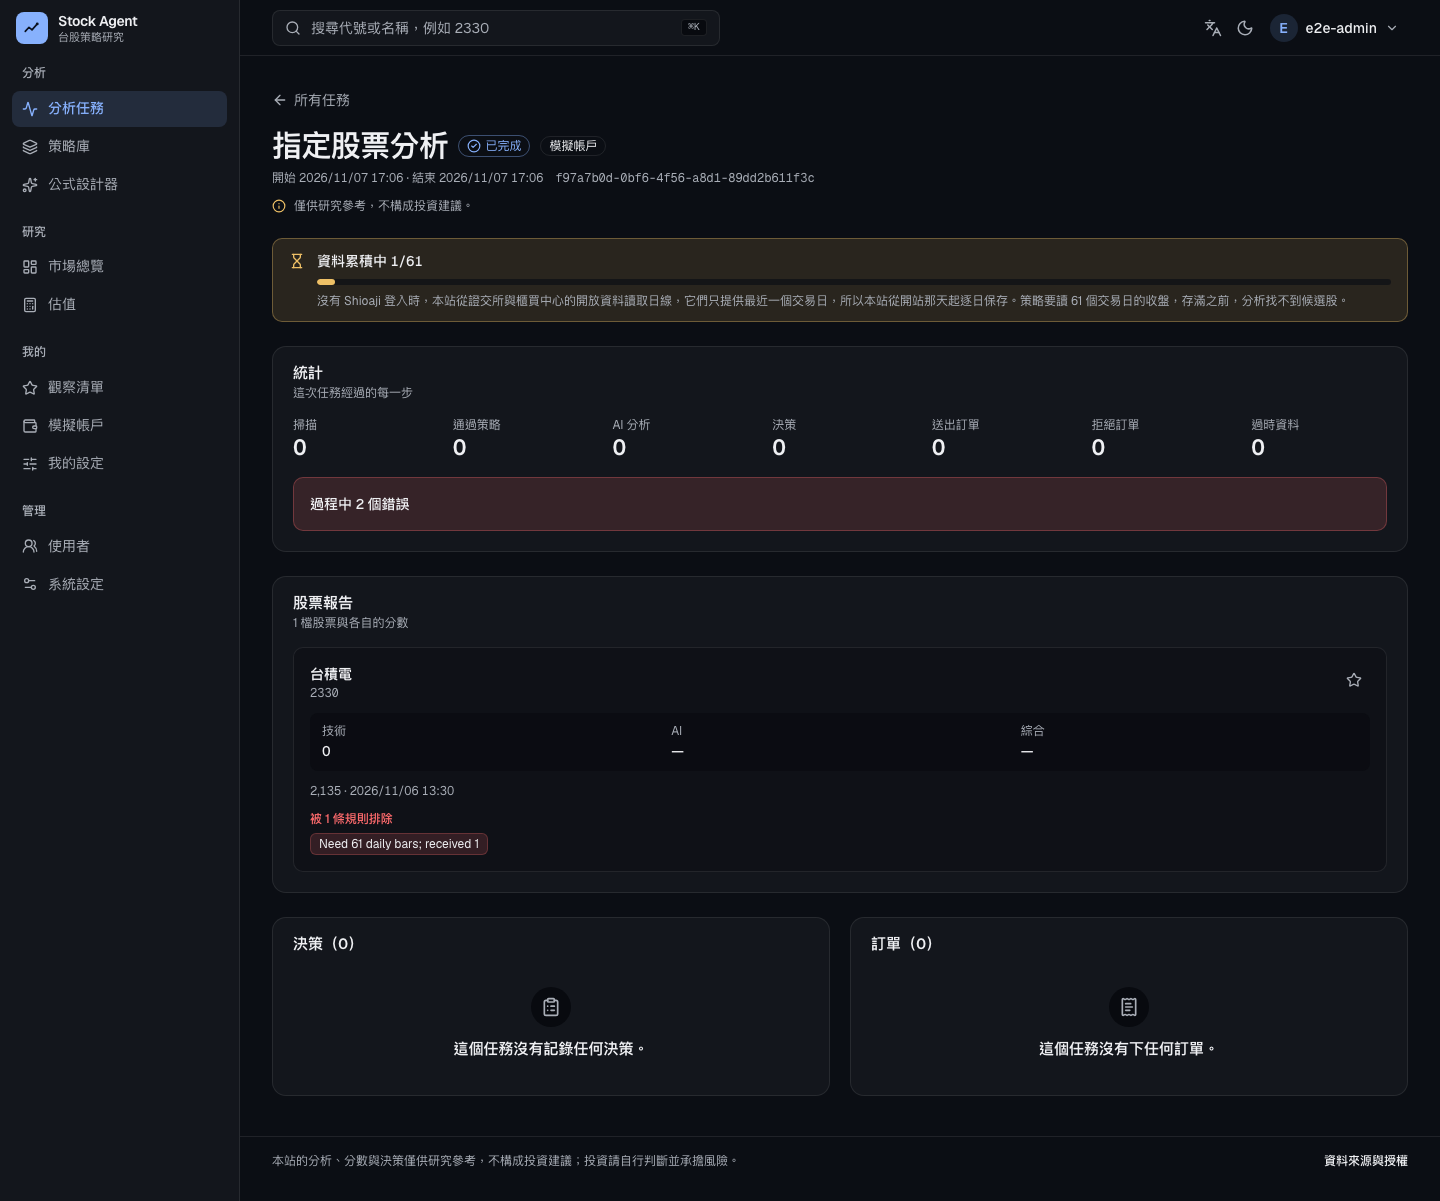 Stock Agent
台股策略研究
搜尋代號或名稱，例如 2330
⌘K
E
e2e-admin
分析
分析任務
策略庫
公式設計器
研究
市場總覽
估值
我的
觀察清單
模擬帳戶
我的設定
管理
使用者
系統設定
所有任務
指定股票分析
已完成
模擬帳戶
開始 2026/11/07 17:06 · 結束 2026/11/07 17:06 f97a7b0d-0bf6-4f56-a8d1-89dd2b611f3c
僅供研究參考，不構成投資建議。
資料累積中 1/61
沒有 Shioaji 登入時，本站從證交所與櫃買中心的開放資料讀取日線，它們只提供最近一個交易日，所以本站從開站那天起逐日保存。策略要讀 61 個交易日的收盤，存滿之前，分析找不到候選股。
統計
這次任務經過的每一步
掃描 通過策略 AI 分析 決策 送出訂單 拒絕訂單 過時資料
0 0 0 0 0 0 0
過程中 2 個錯誤
股票報告
1 檔股票與各自的分數
台積電
2330
技術 AI 綜合
0 — —
2,135 · 2026/11/06 13:30
被 1 條規則排除
Need 61 daily bars; received 1
決策（0）
這個任務沒有記錄任何決策。
訂單（0）
這個任務沒有下任何訂單。
本站的分析、分數與決策僅供研究參考，不構成投資建議；投資請自行判斷並承擔風險。
資料來源與授權